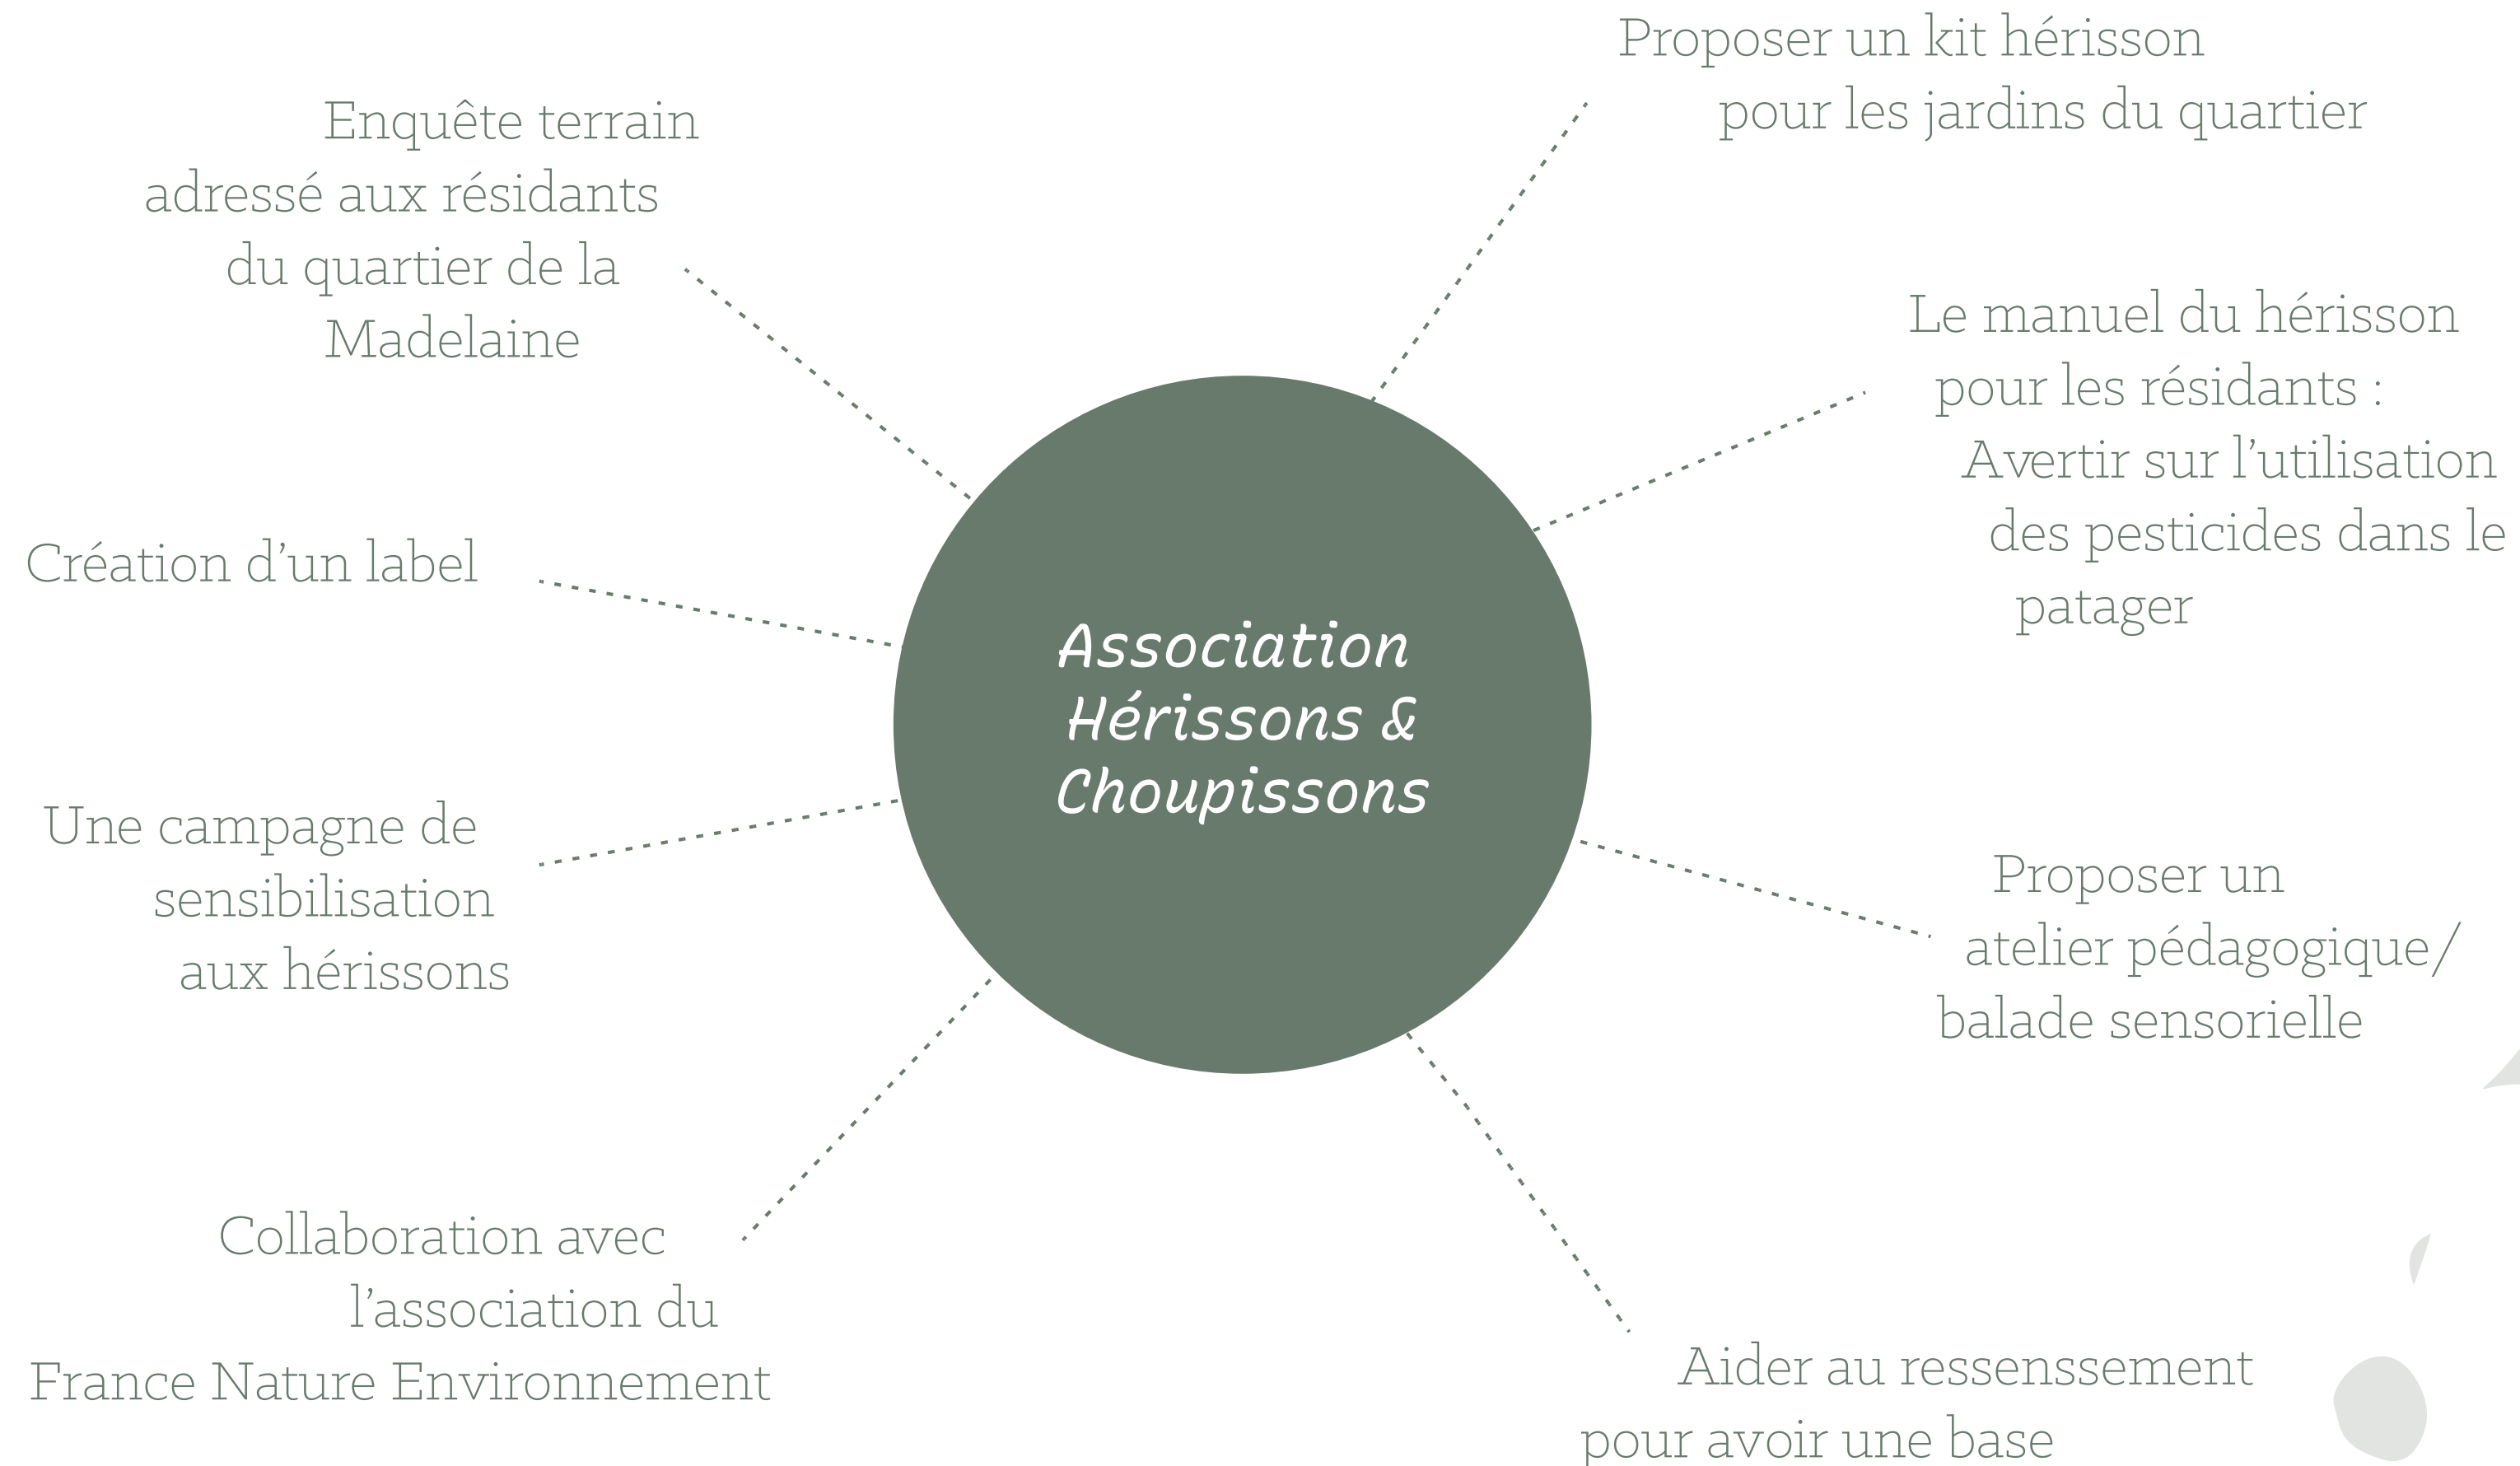 Proposer un kit hérisson
pour les jardins du quartier
Enquête terrain
adressé aux résidants
du quartier de la
Madelaine
Le manuel du hérisson
pour les résidants :
Avertir sur l’utilisation
des pesticides dans le
patager
Création d’un label
Association
Hérissons &
Choupissons
Une campagne de
sensibilisation
aux hérissons
Proposer un
atelier pédagogique/
balade sensorielle
Collaboration avec
l’association du
France Nature Environnement
Aider au ressenssement
pour avoir une base